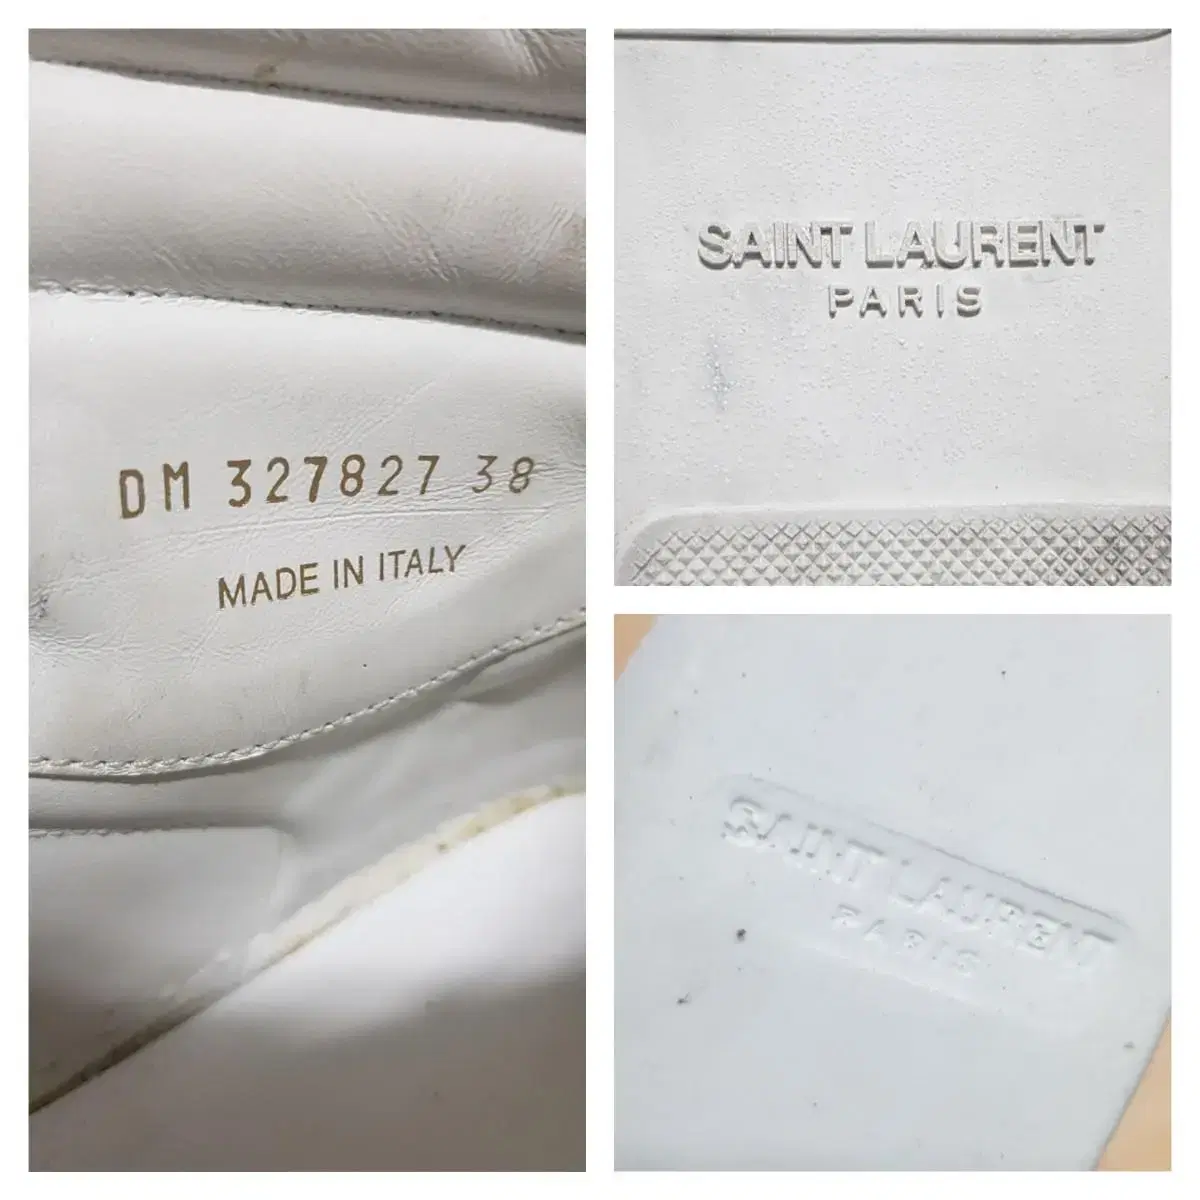 DM 327827 38
MADE IN ITALY
SAINT LAURENT
PARIS
SAINT LAURENT
PARIS